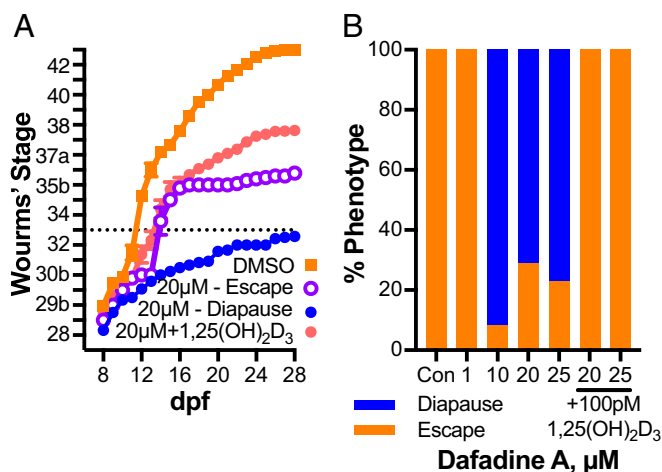 A
Wourms' Stage
42
40
38
37a
35b
34
32
30b
29b
28
DMSO
20µM - Escape
20µM - Diapause
20µM+1,25(OH)₂D₃
8 12 16 20 24 28
dpf
B
% Phenotype
100
80
60
40
20
0
Con 1 10 20 25 20 25
Diapause
+100pM
Escape
1,25(OH)₂D₃
Dafadine A, µM